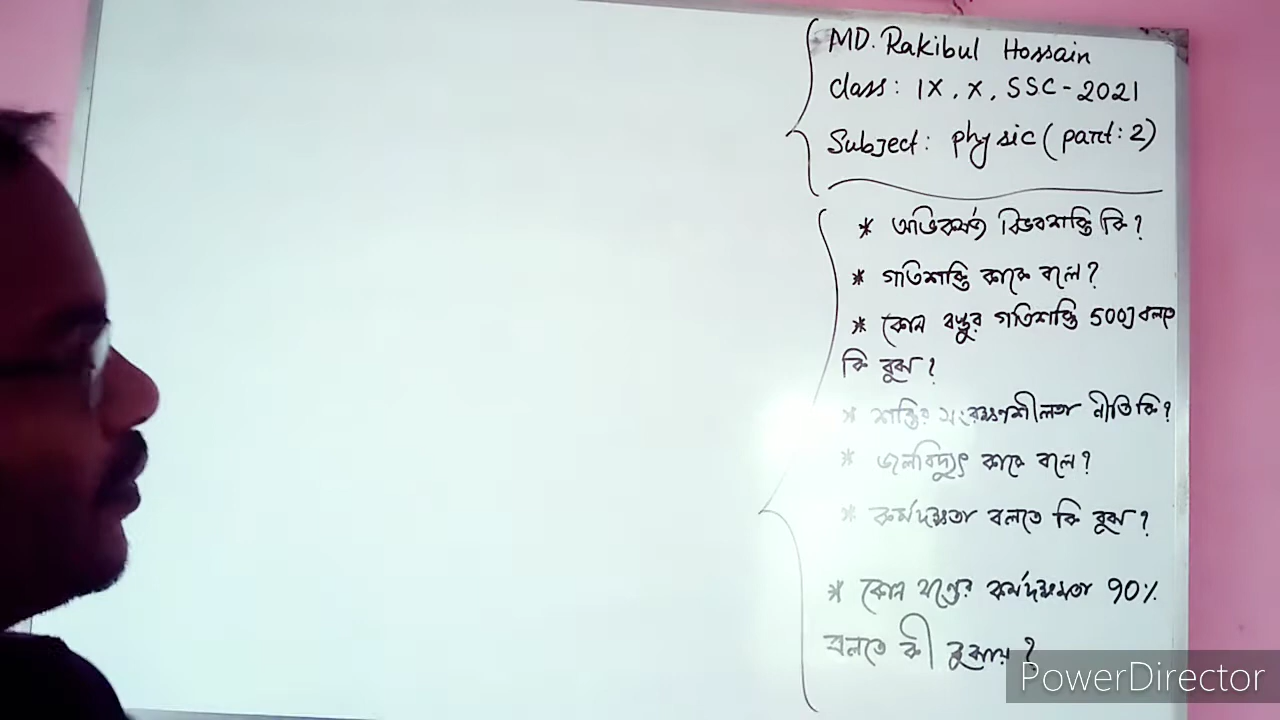 MD. Rakibul Hossain
Class: IX, X, SSC-2021
Subject: physic (part: 2)
* অভিকর্ষজ বিভবশক্তি কি?
* গতিশক্তি কাকে বলে?
* কোন বস্তুর গতিশক্তি 500J বলতে
কি বুঝ?
* শক্তির সংরক্ষণশীলতা নীতি কি?
* জলবিদ্যুৎ কাকে বলে?
* কর্মদক্ষতা বলতে কি বুঝ?
* কোন যন্ত্রের কর্মদক্ষতা 90%
বলতে কী বুঝায়?
PowerDirector